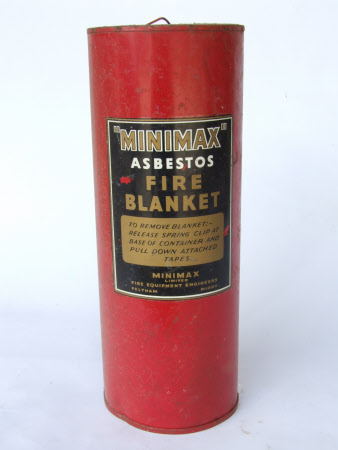 "MINIMAX"
ASBESTOS
FIRE
BLANKET
TO REMOVE BLANKET:-
RELEASE SPRING CLIP AT
BASE OF CONTAINER AND
PULL DOWN ATTACHED
TAPES.
MINIMAX
LIMITED
FIRE EQUIPMENT ENGINEERS
FELTHAM